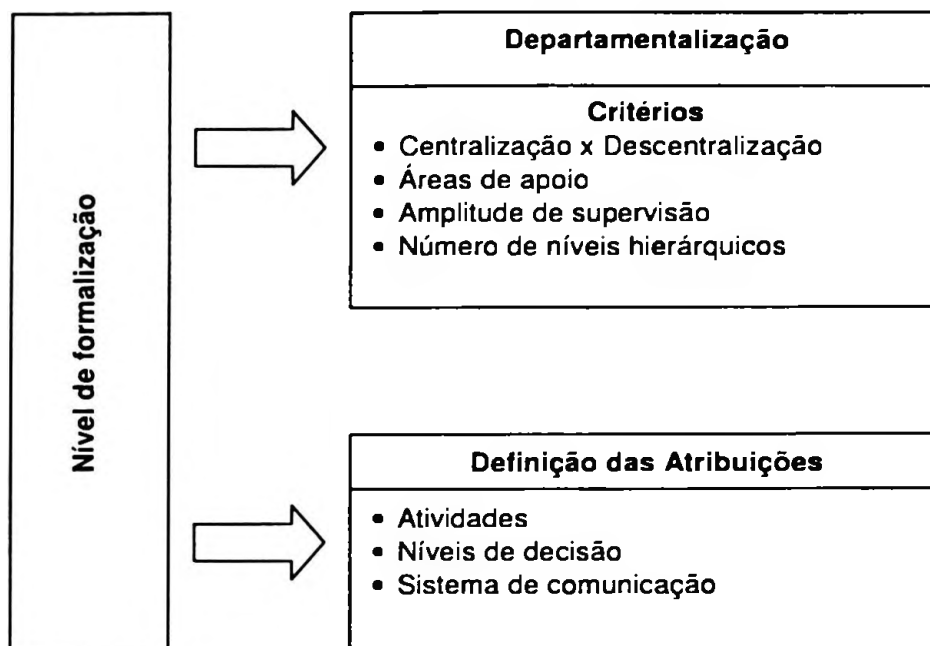 Nível de formalização
Departamentalização
Critérios
• Centralização x Descentralização
• Áreas de apoio
• Amplitude de supervisão
• Número de níveis hierárquicos
Definição das Atribuições
• Atividades
• Níveis de decisão
• Sistema de comunicação